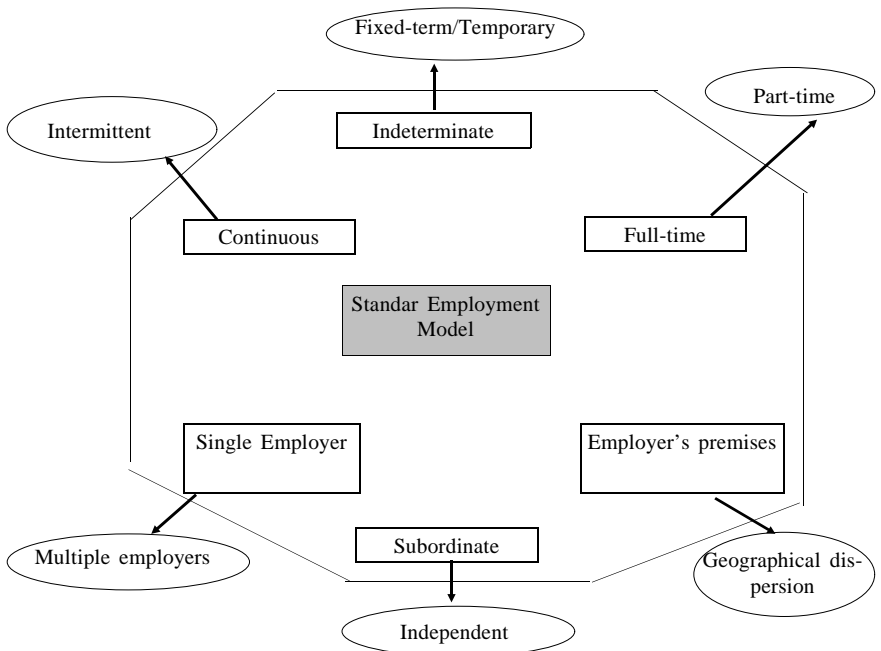 Fixed-term/Temporary
Part-time
Intermittent
Indeterminate
Continuous
Full-time
Standar Employment
Model
Single Employer
Employer's premises
Multiple employers
Subordinate
Geographical dis-
persion
Independent